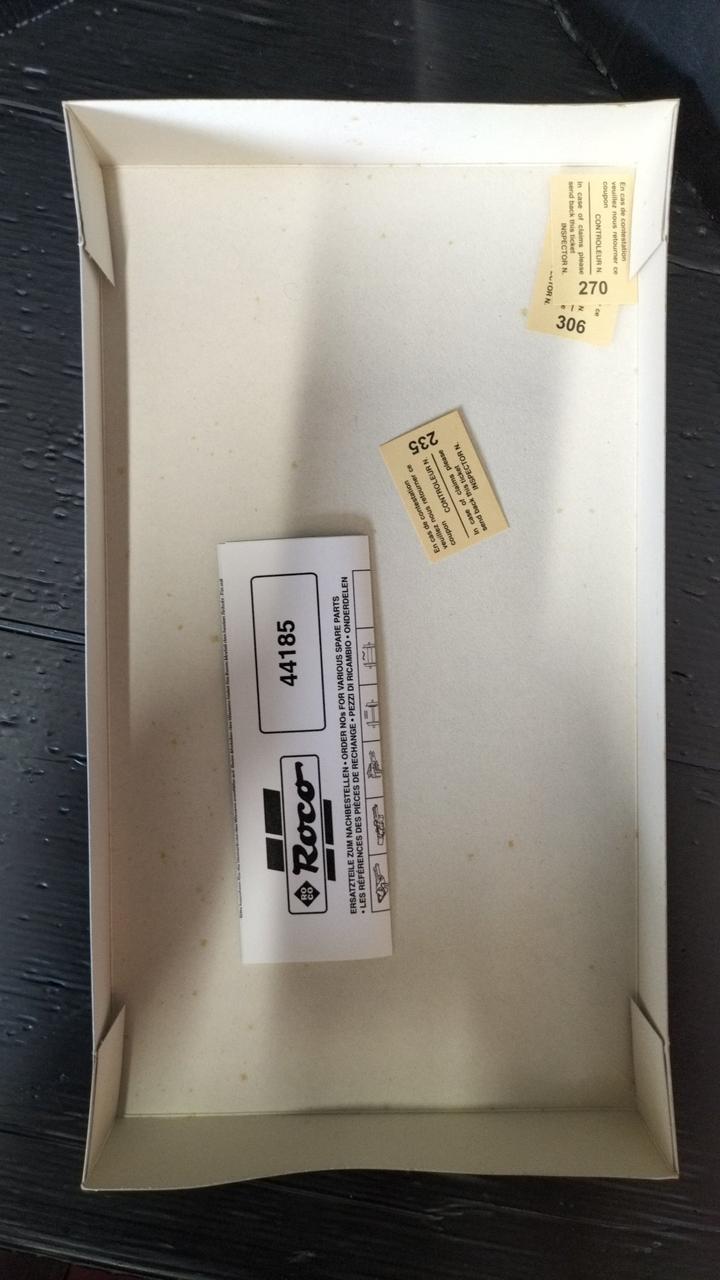 En cas de contestation
veuillez nous retourner ce
coupon
CONTROLEUR N.
In case of claims please
send back this ticket
INSPECTOR N.
270
ce
N
306
En cas de contestation
veuillez nous retourner ce
coupon CONTROLEUR N.
In case of claims please
send back this ticket
INSPECTOR N.
235
44185
RO
CO
Roco
ERSATZTEILE ZUM NACHBESTELLEN • ORDER NOs FOR VARIOUS SPARE PARTS
• LES RÉFÉRENCES DES PIÈCES DE RECHANGE • PEZZI DI RICAMBIO • ONDERDELEN